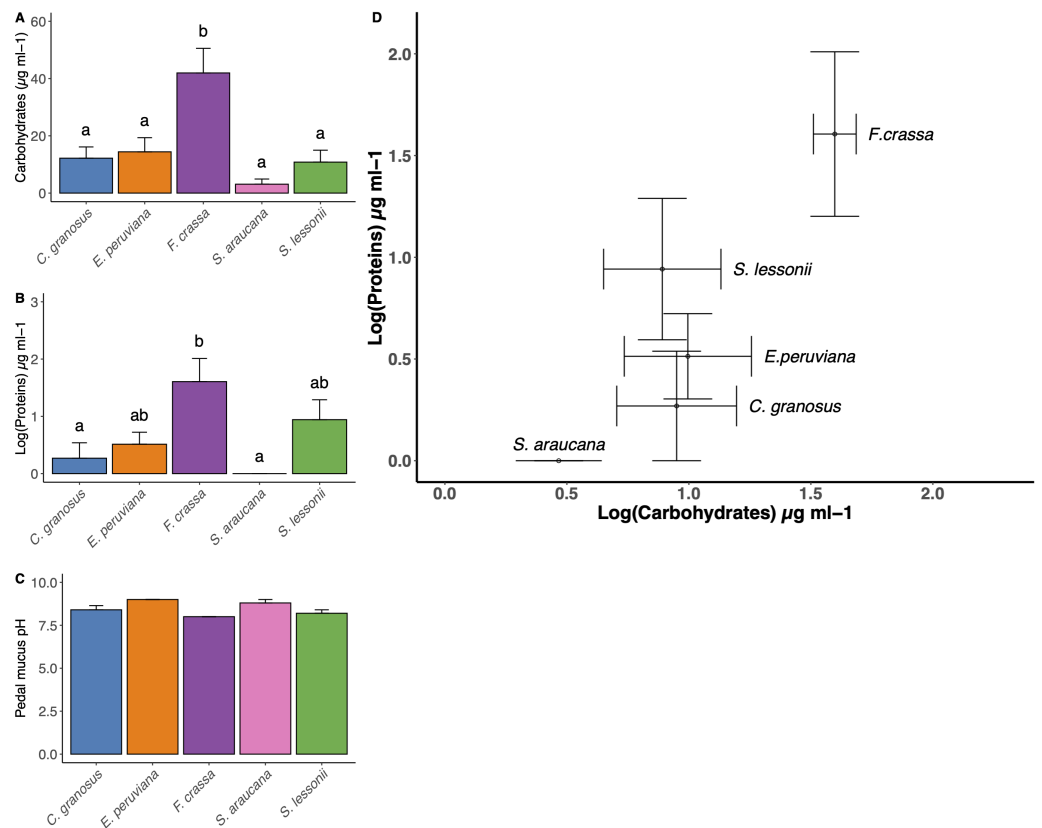 A
Carbohydrates (µg ml−1)
60
40
20
0
a
a
b
a
a
C. granosus
E. peruviana
F. crassa
S. araucana
S. lessonii
B
Log(Proteins) µg ml−1
3
2
1
0
a
ab
b
a
ab
C. granosus
E. peruviana
F. crassa
S. araucana
S. lessonii
C
Pedal mucus pH
10.0
7.5
5.0
2.5
0.0
C. granosus
E. peruviana
F. crassa
S. araucana
S. lessonii
D
Log(Proteins) µg ml−1
2.0
1.5
1.0
0.5
0.0
F.crassa
S. lessonii
E.peruviana
C. granosus
S. araucana
0.0 0.5 1.0 1.5 2.0
Log(Carbohydrates) µg ml−1